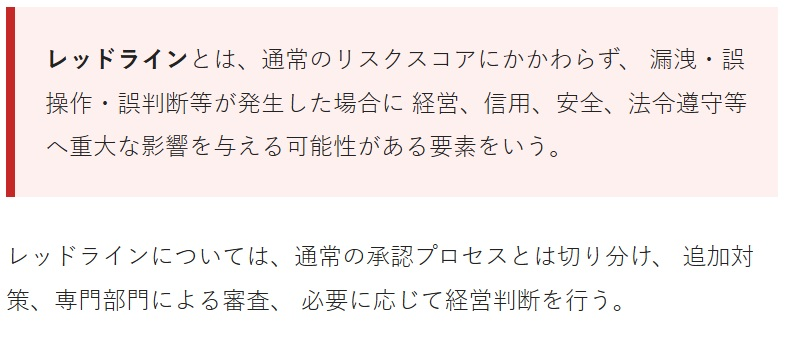 レッドラインとは、通常のリスクスコアにかかわらず、 漏洩・誤
操作・誤判断等が発生した場合に 経営、信用、安全、法令遵守等
へ重大な影響を与える可能性がある要素をいう。
レッドラインについては、通常の承認プロセスとは切り分け、 追加対
策、専門部門による審査、 必要に応じて経営判断を行う。